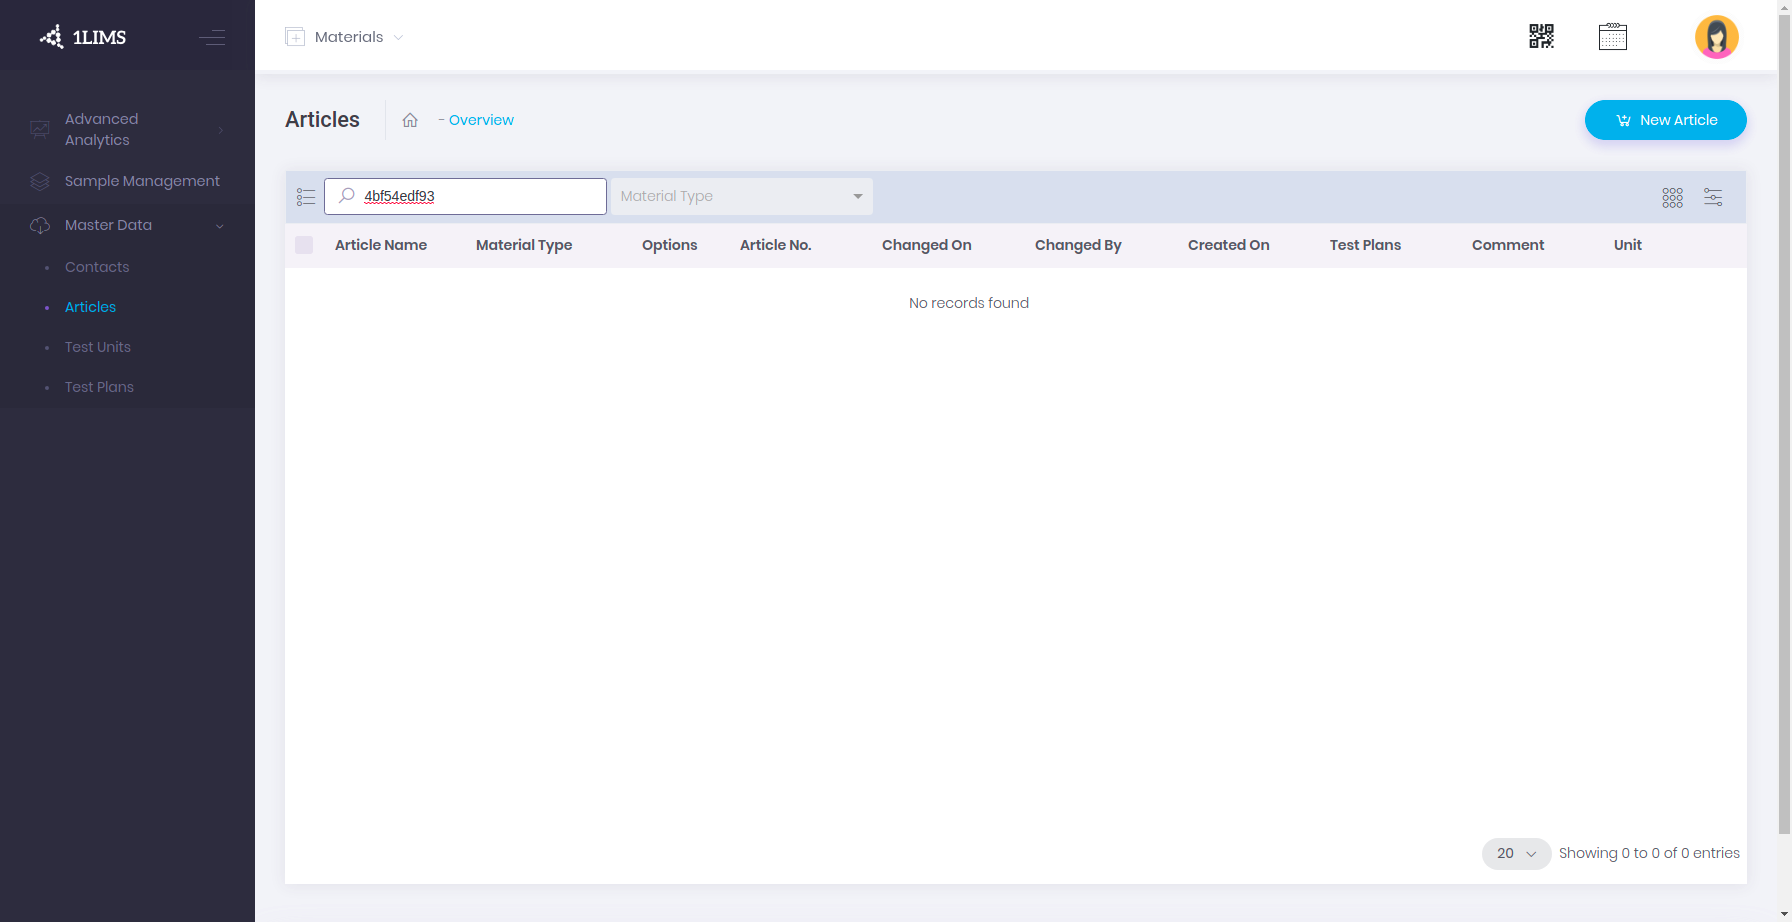 1LIMS
Materials
Advanced
Analytics
Sample Management
Master Data
Contacts
Articles
Test Units
Test Plans
Articles
- Overview
New Article
4bf54edf93
Material Type
Article Name
Material Type
Options
Article No.
Changed On
Changed By
Created On
Test Plans
Comment
Unit
No records found
20
Showing 0 to 0 of 0 entries